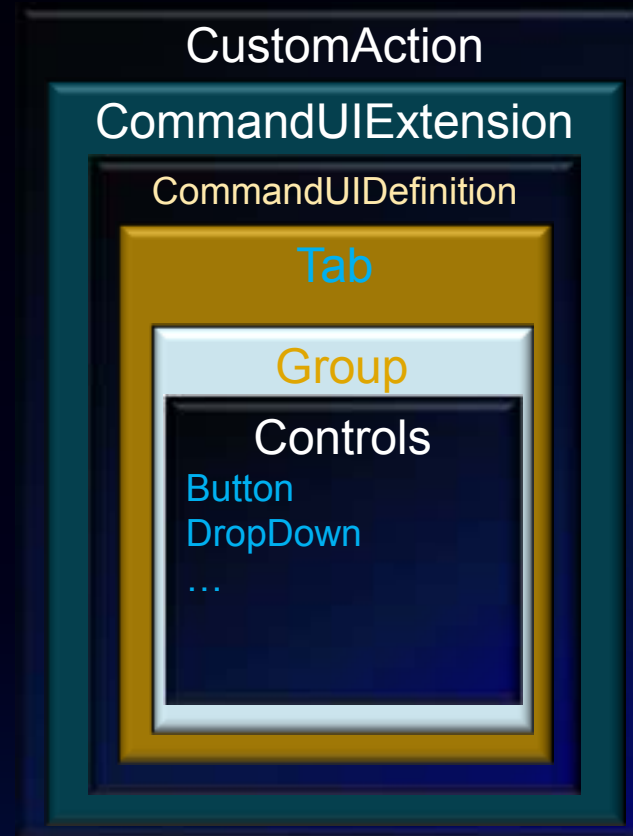 CustomAction
CommandUIExtension
CommandUIDefinition
Tab
Group
Controls
Button
DropDown
…